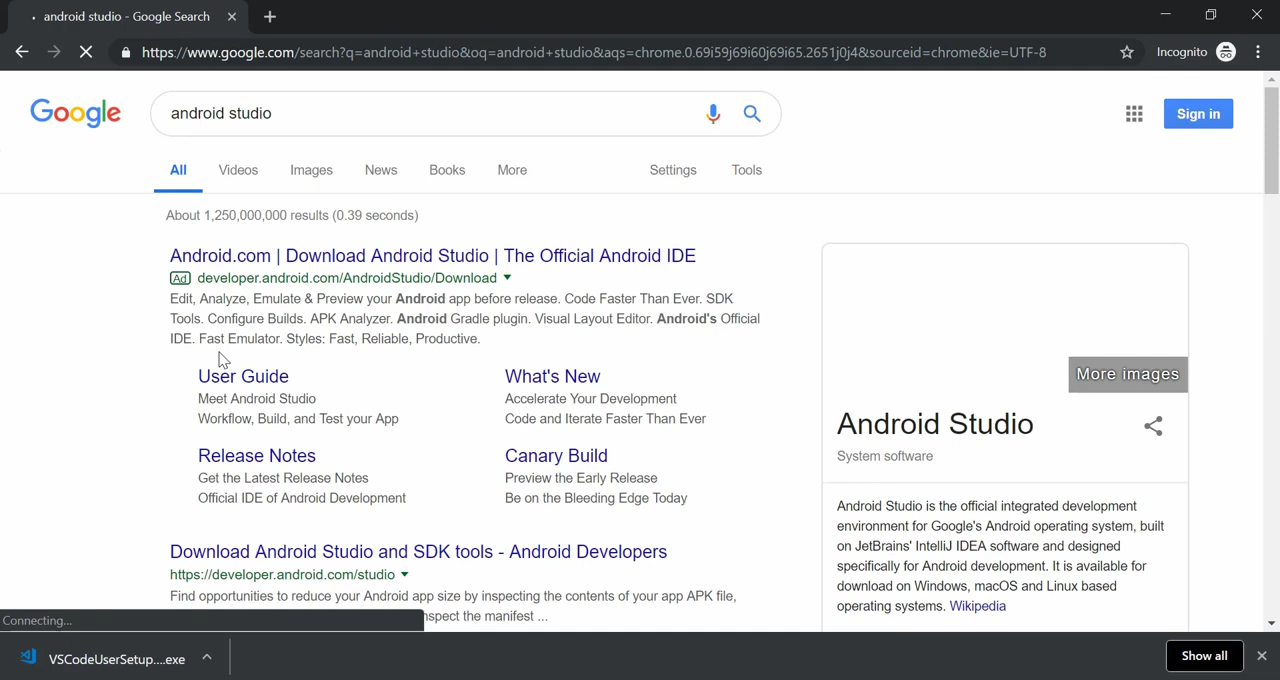 android studio - Google Search
https://www.google.com/search?q=android+studio&oq=android+studio&aqs=chrome.0.69i59j69i60j69i65.2651j0j4&sourceid=chrome&ie=UTF-8
Incognito
Google
android studio
Sign in
All Videos Images News Books More Settings Tools
About 1,250,000,000 results (0.39 seconds)
Android.com | Download Android Studio | The Official Android IDE
Ad developer.android.com/AndroidStudio/Download
Edit, Analyze, Emulate & Preview your Android app before release. Code Faster Than Ever. SDK
Tools. Configure Builds. APK Analyzer. Android Gradle plugin. Visual Layout Editor. Android's Official
IDE. Fast Emulator. Styles: Fast, Reliable, Productive.
User Guide
Meet Android Studio
Workflow, Build, and Test your App
What's New
Accelerate Your Development
Code and Iterate Faster Than Ever
Release Notes
Get the Latest Release Notes
Official IDE of Android Development
Canary Build
Preview the Early Release
Be on the Bleeding Edge Today
Download Android Studio and SDK tools - Android Developers
https://developer.android.com/studio
Find opportunities to reduce your Android app size by inspecting the contents of your app APK file,
nspect the manifest ...
More images
Android Studio
System software
Android Studio is the official integrated development
environment for Google's Android operating system, built
on JetBrains' IntelliJ IDEA software and designed
specifically for Android development. It is available for
download on Windows, macOS and Linux based
operating systems. Wikipedia
Connecting...
VSCodeUserSetup....exe
Show all